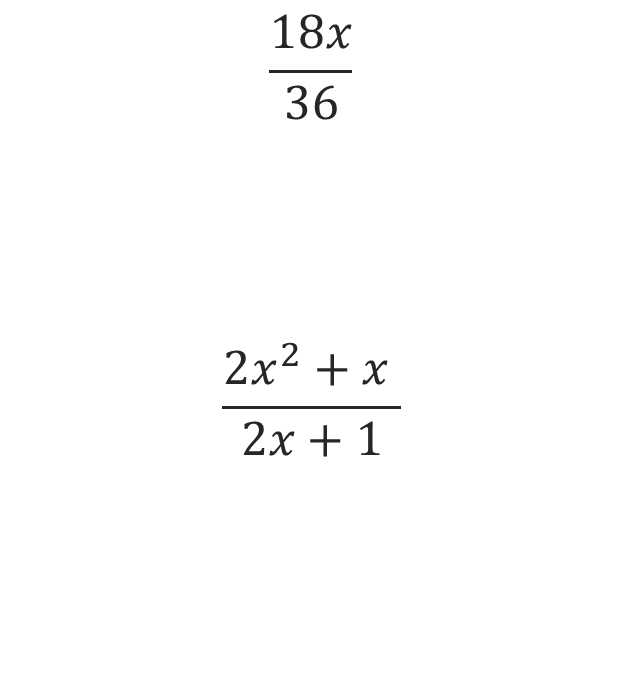 18x
36
2x² + x
2x + 1